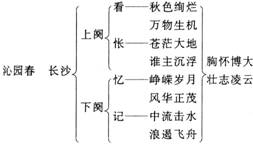 沁园春 长沙
上阕
看——秋色绚烂
万物生机
怅——苍茫大地
谁主沉浮
下阕
忆——峥嵘岁月
风华正茂
记——中流击水
浪遏飞舟
胸怀博大
壮志凌云